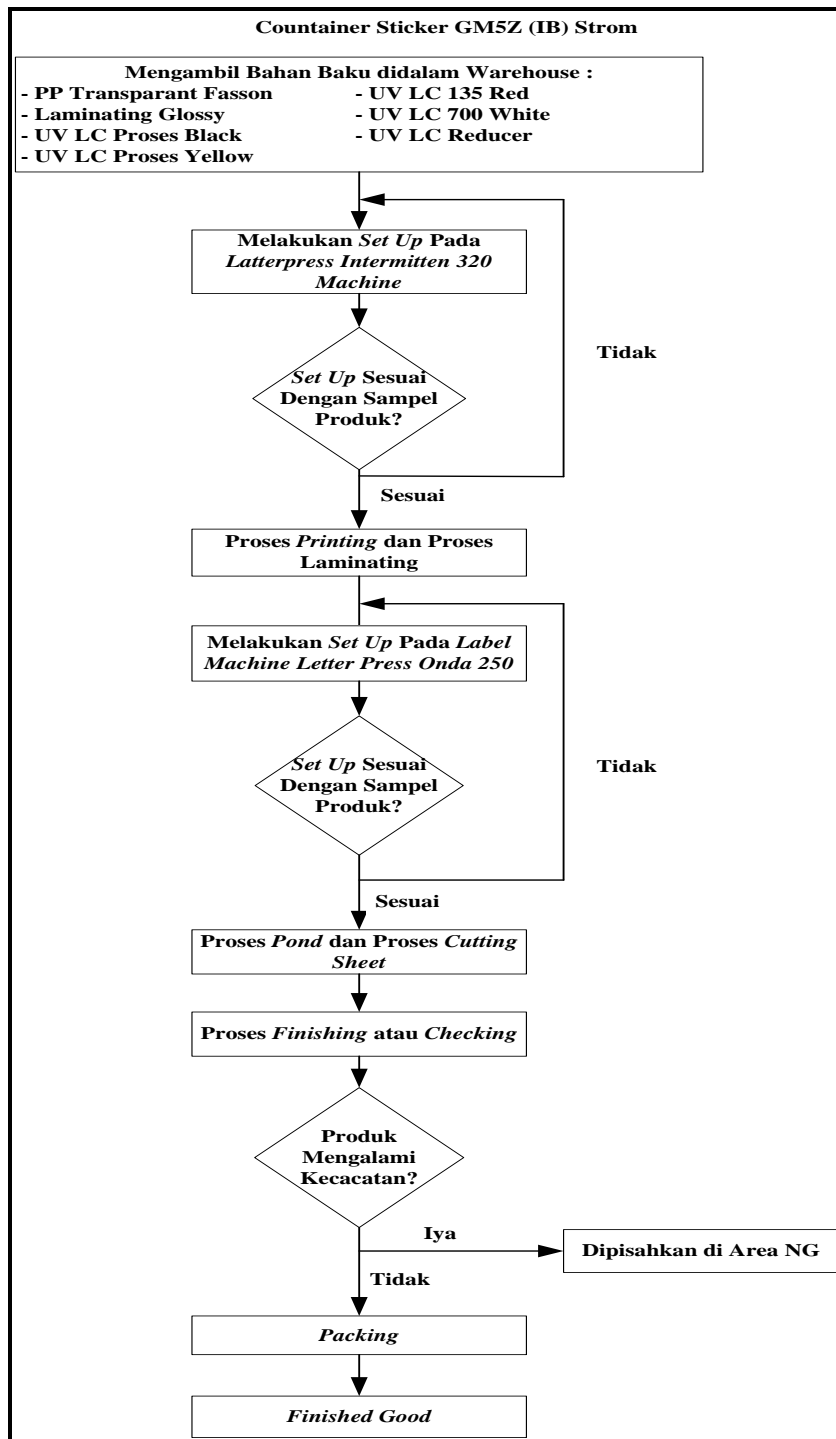 Countainer Sticker GM5Z (IB) Strom
Mengambil Bahan Baku didalam Warehouse :
- PP Transparant Fasson
- Laminating Glossy
- UV LC Proses Black
- UV LC Proses Yellow
- UV LC 135 Red
- UV LC 700 White
- UV LC Reducer
Melakukan Set Up Pada
Latterpress Intermitten 320
Machine
Set Up Sesuai
Dengan Sampel
Produk?
Tidak
Sesuai
Proses Printing dan Proses
Laminating
Melakukan Set Up Pada Label
Machine Letter Press Onda 250
Set Up Sesuai
Dengan Sampel
Produk?
Tidak
Sesuai
Proses Pond dan Proses Cutting
Sheet
Proses Finishing atau Checking
Produk
Mengalami
Kecacatan?
Iya
Dipisahkan di Area NG
Tidak
Packing
Finished Good